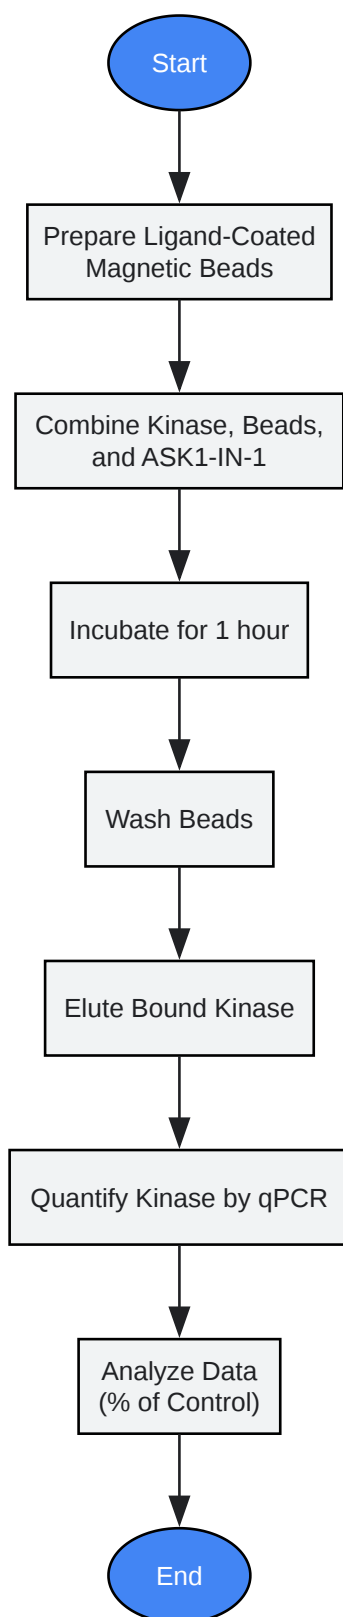 Start
Prepare Ligand-Coated
Magnetic Beads
Combine Kinase, Beads,
and ASK1-IN-1
Incubate for 1 hour
Wash Beads
Elute Bound Kinase
Quantify Kinase by qPCR
Analyze Data
(% of Control)
End